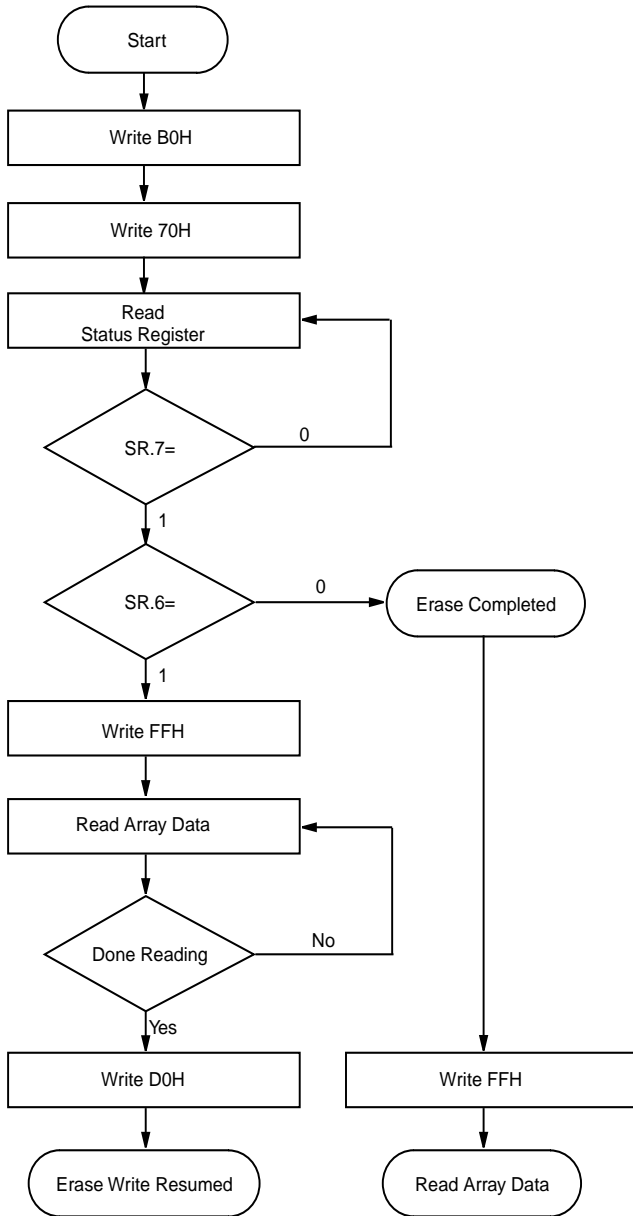 Start
Write B0H
Write 70H
Read
Status Register
SR.7=
0
1
SR.6=
0
Erase Completed
1
Write FFH
Read Array Data
Done Reading
No
Yes
Write D0H
Write FFH
Erase Write Resumed
Read Array Data